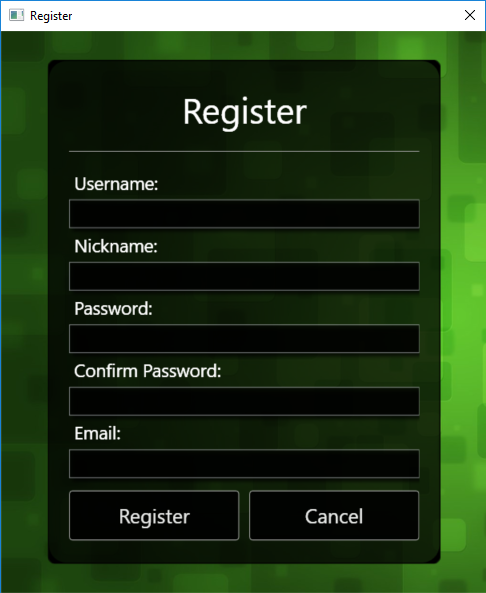 Register
Register
Username:
Nickname:
Password:
Confirm Password:
Email:
Register Cancel